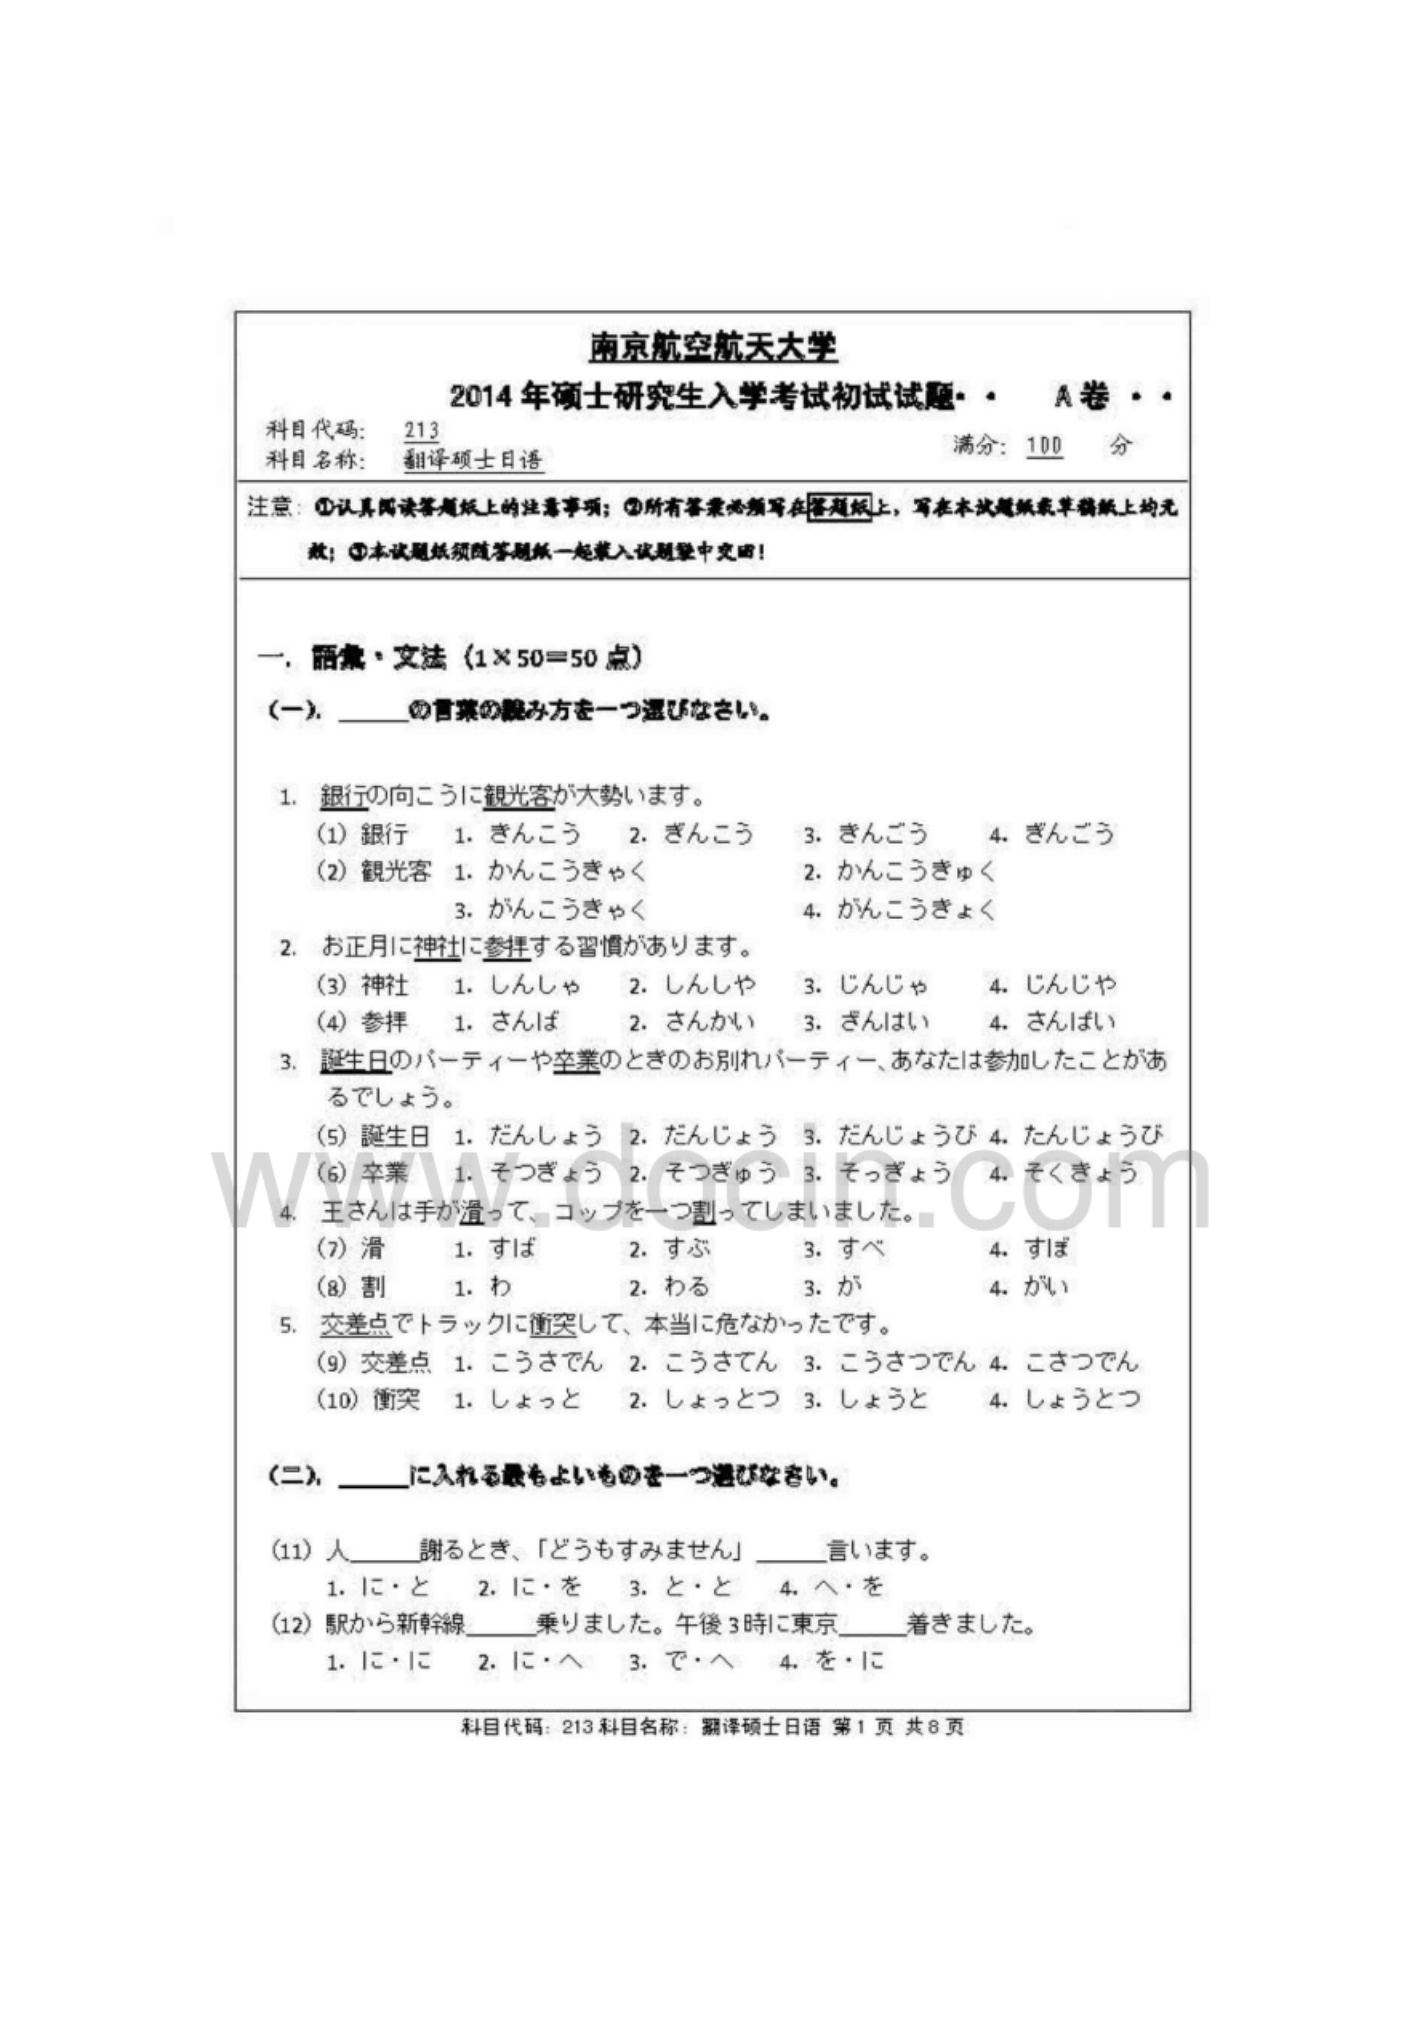 南京航空航天大学
2014 年硕士研究生入学考试初试试题·· A 卷 ··
科目代码: 213
满分: 100 分
科目名称: 翻译硕士日语
注意: ①认真阅读答题纸上的注意事项; ②所有答案必须写在答题纸上, 写在本试题纸或草稿纸上均无
效; ③本试题纸须随答题纸一起装入试题袋中交回!
一. 語彙・文法 (1×50=50 点)
(一). ______の言葉の読み方を一つ選びなさい。
1. 銀行の向こうに観光客が大勢います。
(1) 銀行 1. きんこう 2. ぎんこう 3. きんごう 4. ぎんごう
(2) 観光客 1. かんこうきゃく 2. かんこうきゅく
3. がんこうきゃく 4. がんこうきょく
2. お正月に神社に参拝する習慣があります。
(3) 神社 1. しんしゃ 2. しんしや 3. じんじゃ 4. じんじや
(4) 参拝 1. さんば 2. さんかい 3. ざんはい 4. さんぱい
3. 誕生日のパーティーや卒業のときのお別れパーティー、あなたは参加したことがあ
るでしょう。
(5) 誕生日 1. だんしょう 2. だんじょう 3. だんじょうび 4. たんじょうび
(6) 卒業 1. そつぎょう 2. そつぎゅう 3. そっぎょう 4. そくきょう
4. 王さんは手が滑って、コップを一つ割ってしまいました。
(7) 滑 1. すば 2. すぶ 3. すべ 4. すぼ
(8) 割 1. わ 2. わる 3. が 4. がい
5. 交差点でトラックに衝突して、本当に危なかったです。
(9) 交差点 1. こうさでん 2. こうさてん 3. こうさつでん 4. こさつでん
(10) 衝突 1. しょっと 2. しょっとつ 3. しょうと 4. しょうとつ
(二). ______に入れる最もよいものを一つ選びなさい。
(11) 人______謝るとき、「どうもすみません」______言います。
1. に・と 2. に・を 3. と・と 4. へ・を
(12) 駅から新幹線______乗りました。午後 3 時に東京______着きました。
1. に・に 2. に・へ 3. で・へ 4. を・に
科目代码: 213 科目名称: 翻译硕士日语 第 1 页 共 8 页
www.docin.com